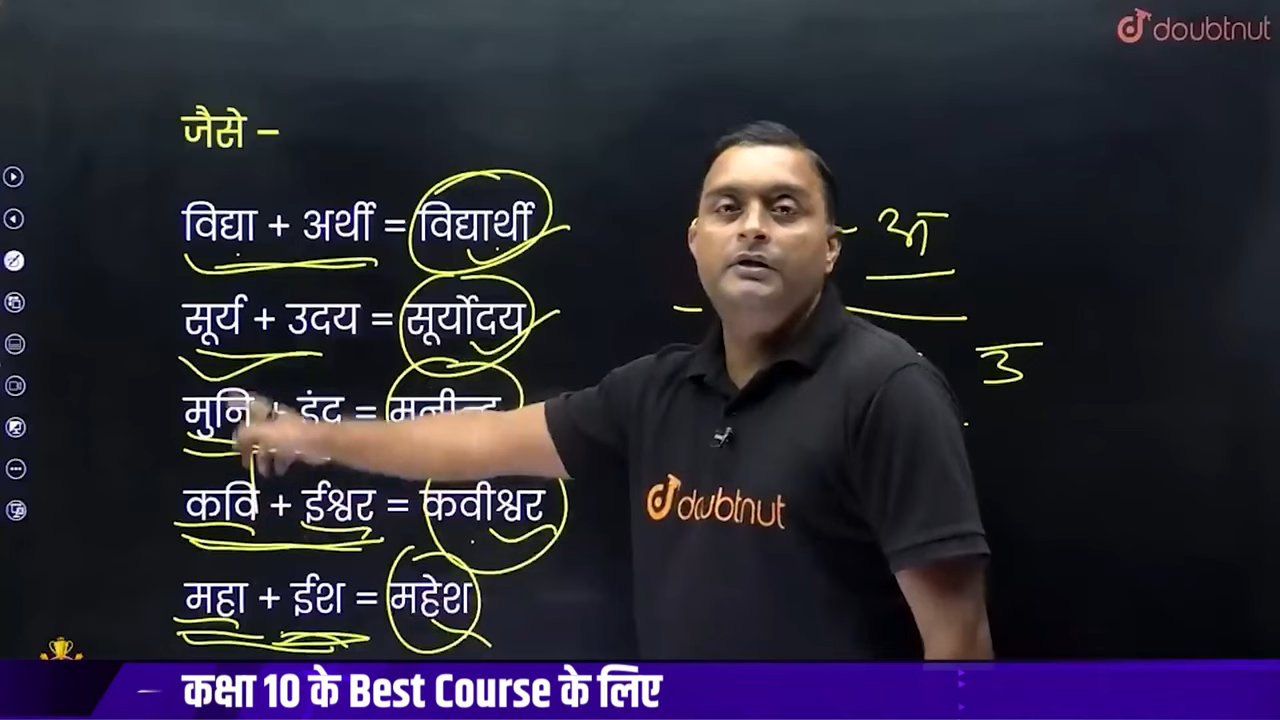 doubtnut
जैसे –
विद्या + अर्थी = विद्यार्थी
सूर्य + उदय = सूर्योदय
मुनि + इंद्र = मुनीन्द्र
कवि + ईश्वर = कवीश्वर
महा + ईश = महेश
- अ
उ
doubtnut
कक्षा 10 के Best Course के लिए